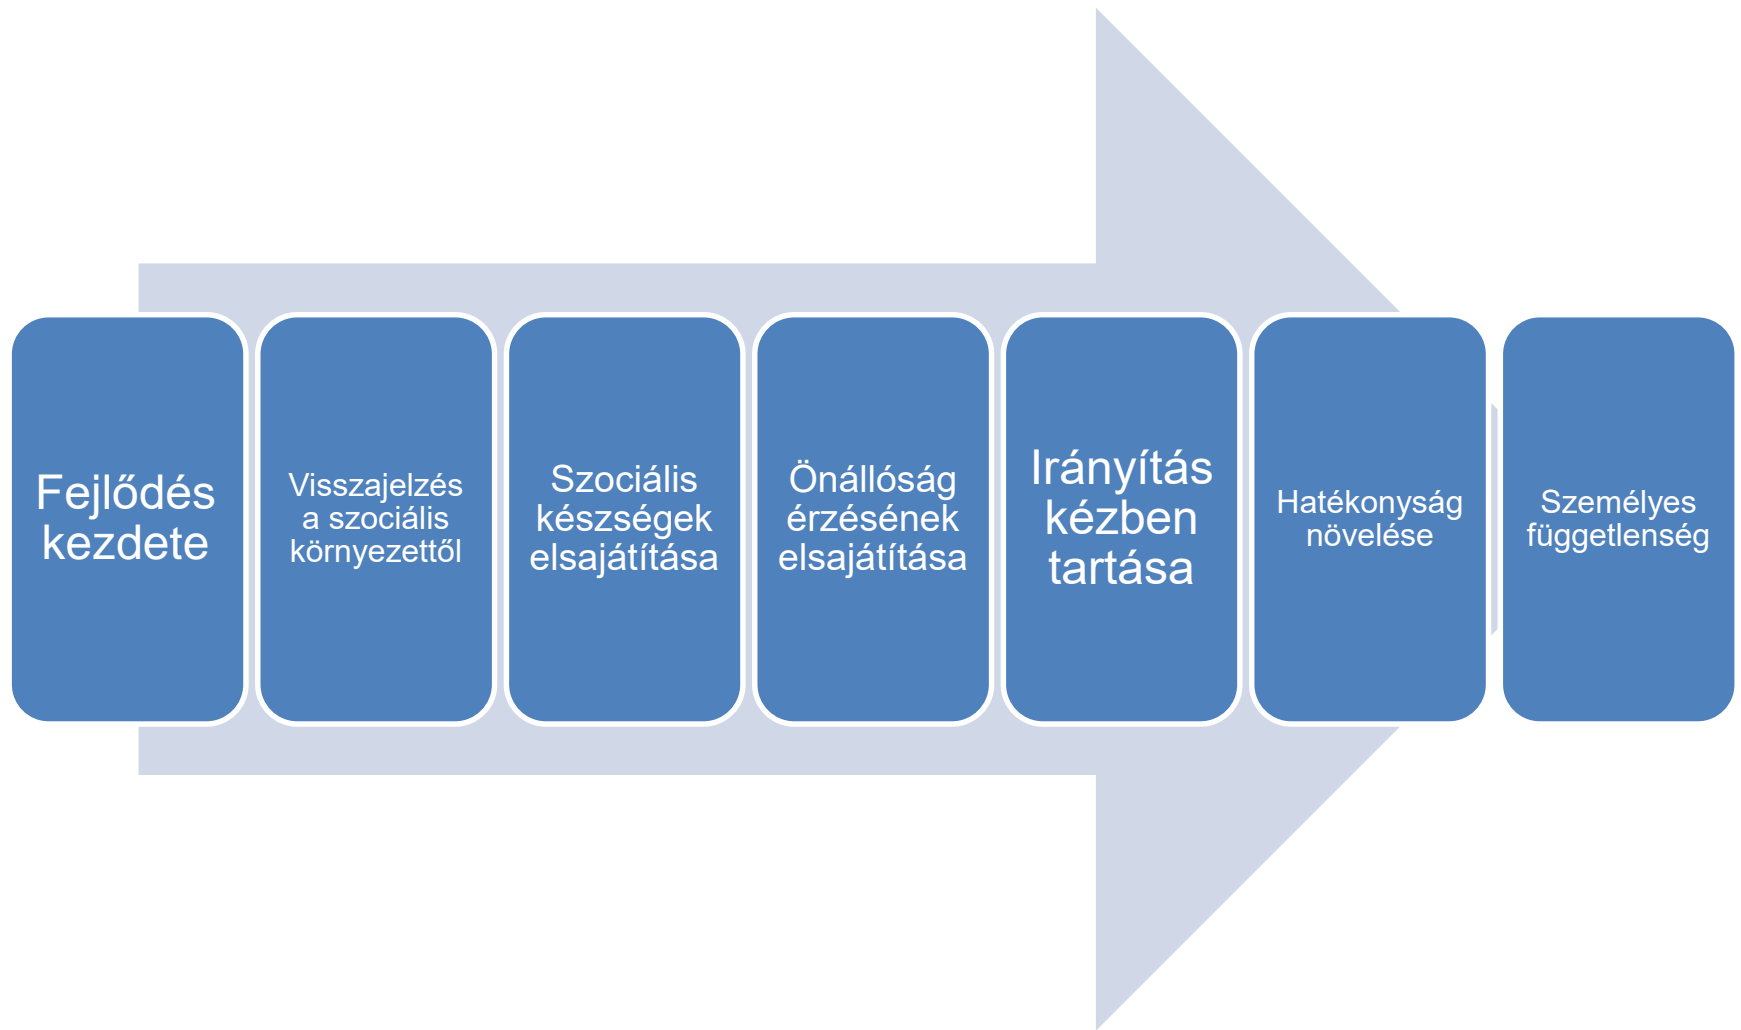 Fejlődés
kezdete
Visszajelzés
a szociális
környezettől
Szociális
készségek
elsajátítása
Önállóság
érzésének
elsajátítása
Irányítás
kézben
tartása
Hatékonyság
növelése
Személyes
függetlenség